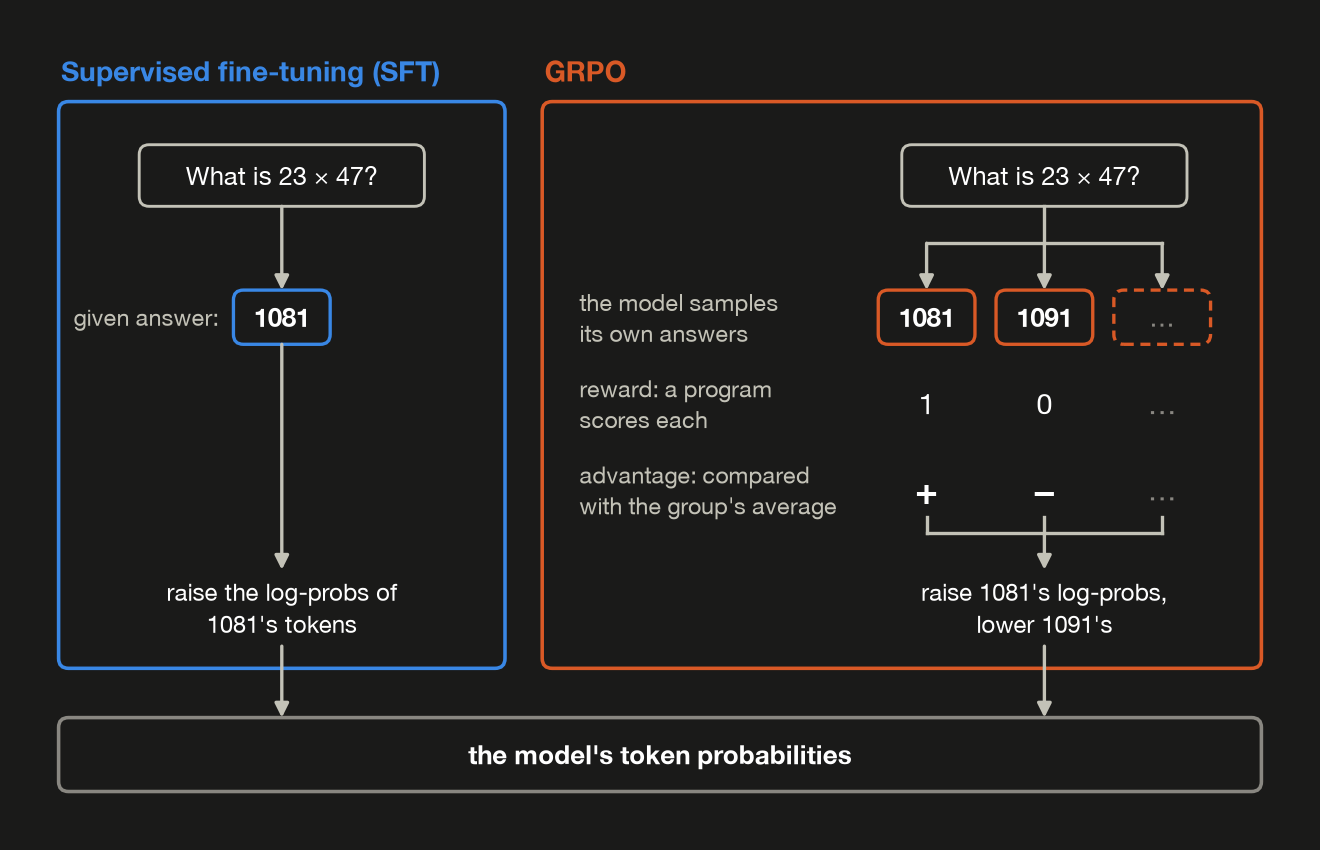 Supervised fine-tuning (SFT)
What is 23 × 47?
given answer:
1081
raise the log-probs of
1081's tokens
GRPO
What is 23 × 47?
the model samples
its own answers
1081
1091
...
reward: a program
scores each
1
0
...
advantage: compared
with the group's average
+
−
...
raise 1081's log-probs,
lower 1091's
the model's token probabilities